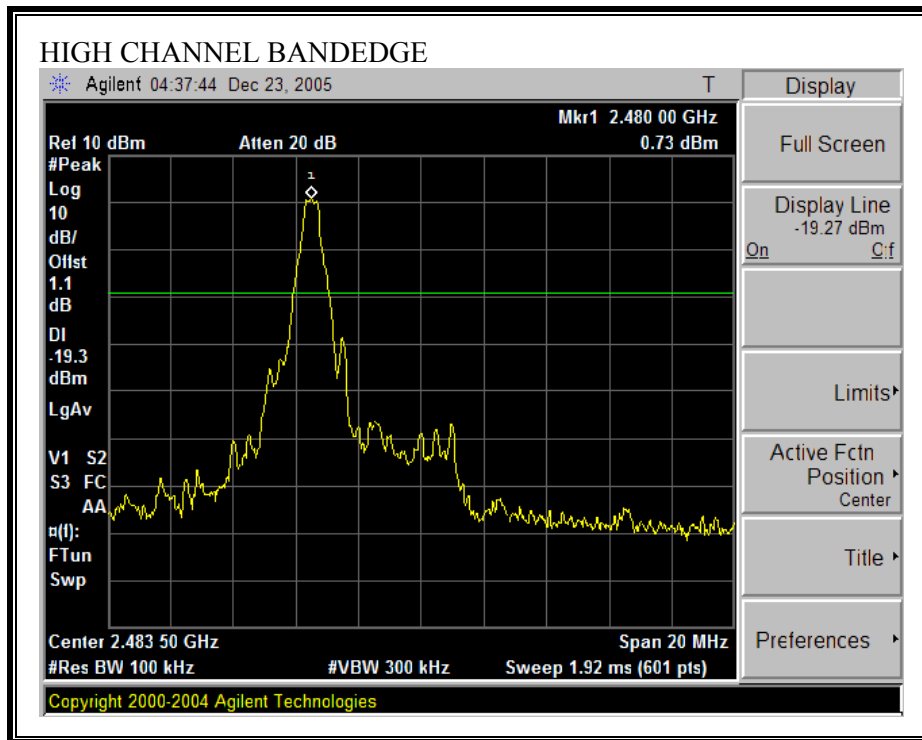 HIGH CHANNEL BANDEDGE
Agilent 04:37:44 Dec 23, 2005 T
Mkr1 2.480 00 GHz
Ref 10 dBm Atten 20 dB 0.73 dBm
#Peak
Log
10
dB/
Offst
1.1
dB
DI
-19.3
dBm
LgAv
V1 S2
S3 FC
AA
¤(f):
FTun
Swp
1
Center 2.483 50 GHz Span 20 MHz
#Res BW 100 kHz #VBW 300 kHz Sweep 1.92 ms (601 pts)
Copyright 2000-2004 Agilent Technologies
Display
Full Screen
Display Line
-19.27 dBm
On Off
Limits
Active Fctn
Position
Center
Title
Preferences